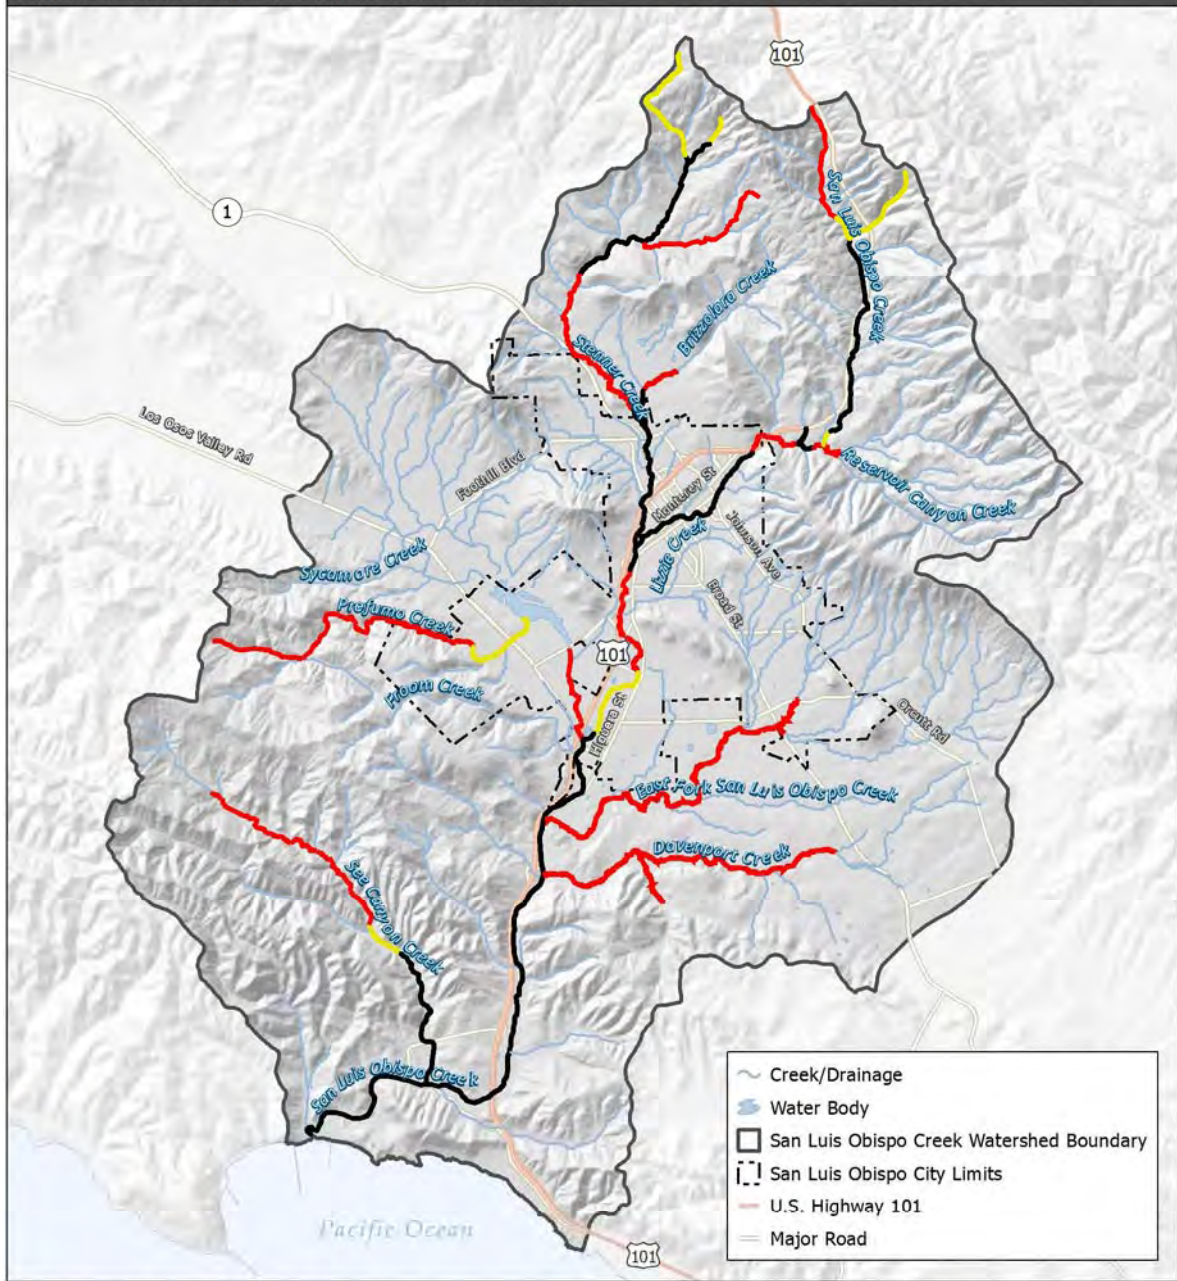 101
1
San Luis Obispo Creek
Brizzolara Creek
Stenner Creek
Los Osos Valley Rd
Foothill Blvd
Reservoir Canyon Creek
Monterey St
Johnson Ave
Lizzie Creek
Sycamore Creek
Broad St
Prefumo Creek
101
Froom Creek
Higuera St
Orcutt Rd
East Fork San Luis Obispo Creek
Davenport Creek
See Canyon Creek
San Luis Obispo Creek
Pacific Ocean
101
Creek/Drainage
Water Body
San Luis Obispo Creek Watershed Boundary
San Luis Obispo City Limits
U.S. Highway 101
Major Road